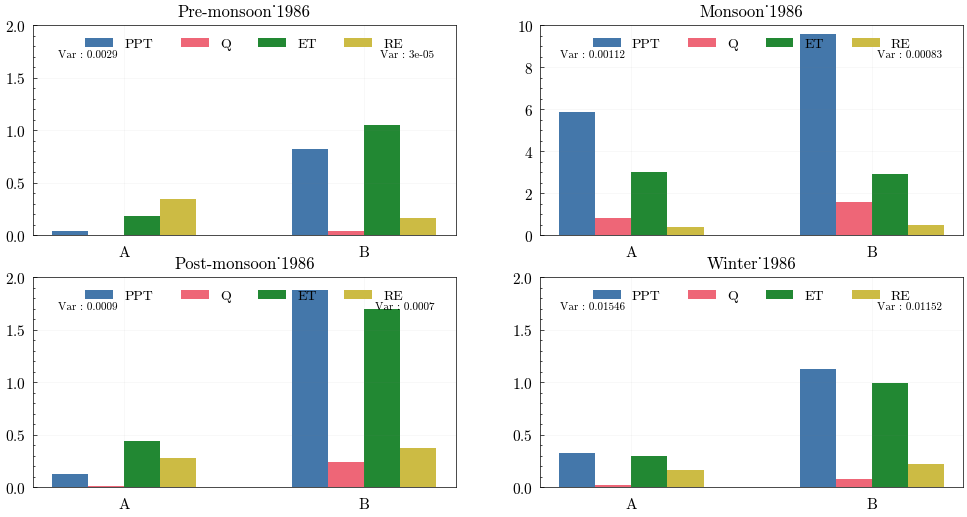 Pre-monsoon˙1986
2.0
PPT Q ET RE
Var : 0.0029 Var : 3e-05
1.5
1.0
0.5
0.0
A B
Monsoon˙1986
10
PPT Q ET RE
Var : 0.00112 Var : 0.00083
8
6
4
2
0
A B
Post-monsoon˙1986
2.0
PPT Q ET RE
Var : 0.0009 Var : 0.0007
1.5
1.0
0.5
0.0
A B
Winter˙1986
2.0
PPT Q ET RE
Var : 0.01546 Var : 0.01152
1.5
1.0
0.5
0.0
A B